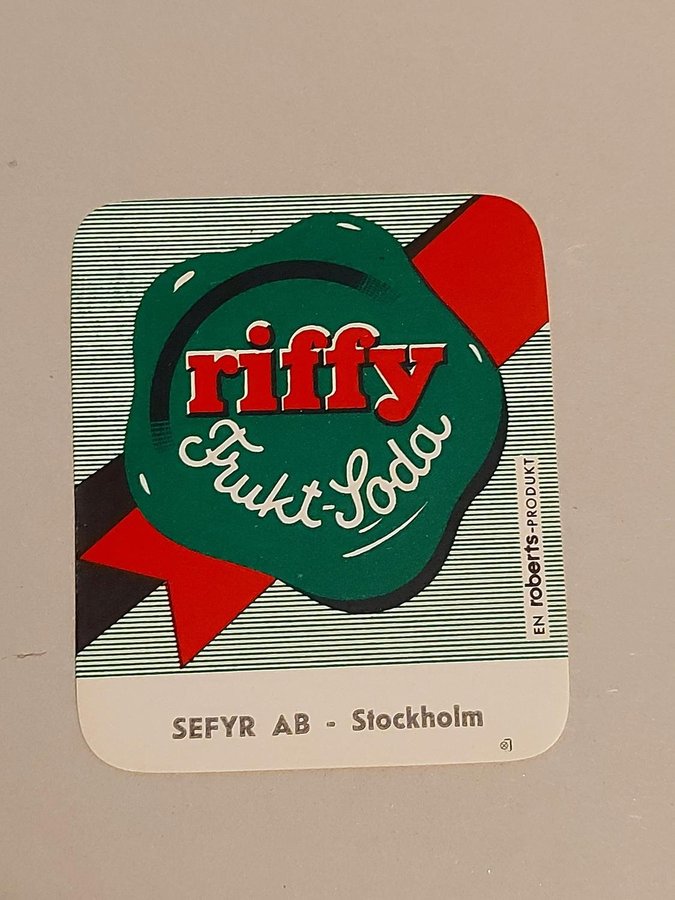 riffy
Frukt-Soda
EN roberts-PRODUKT
SEFYR AB - Stockholm